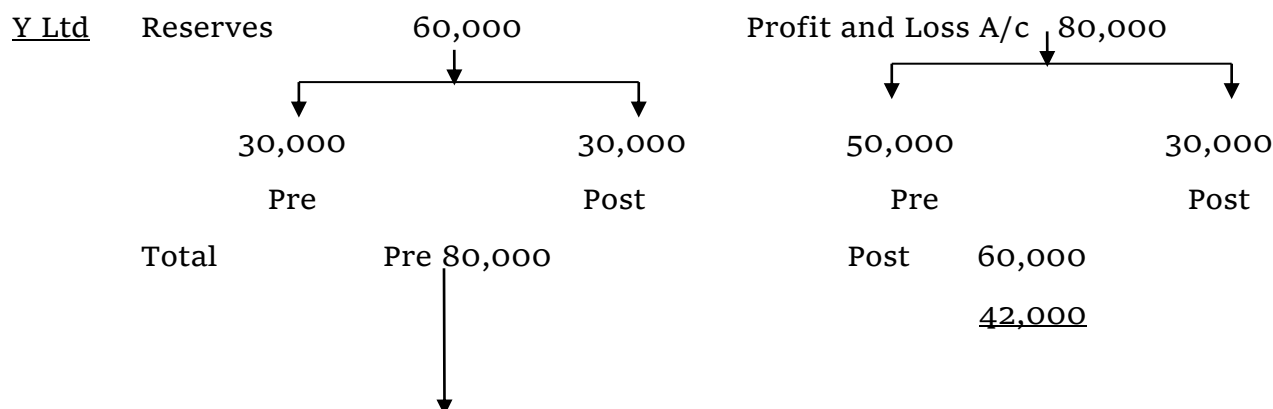 Y Ltd Reserves 60,000 Profit and Loss A/c 80,000
30,000 30,000 50,000 30,000
Pre Post Pre Post
Total Pre 80,000 Post 60,000
42,000